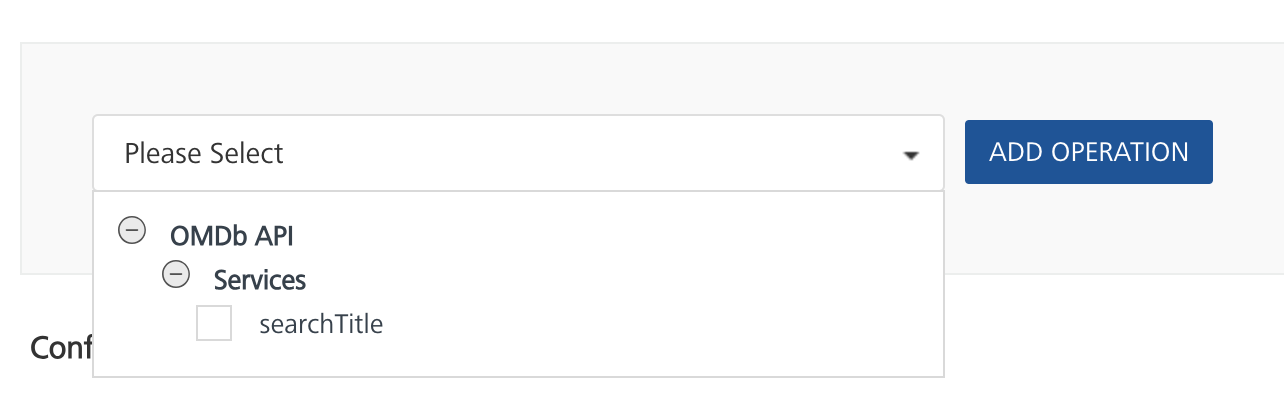 Please Select
ADD OPERATION
OMDb API
Services
searchTitle